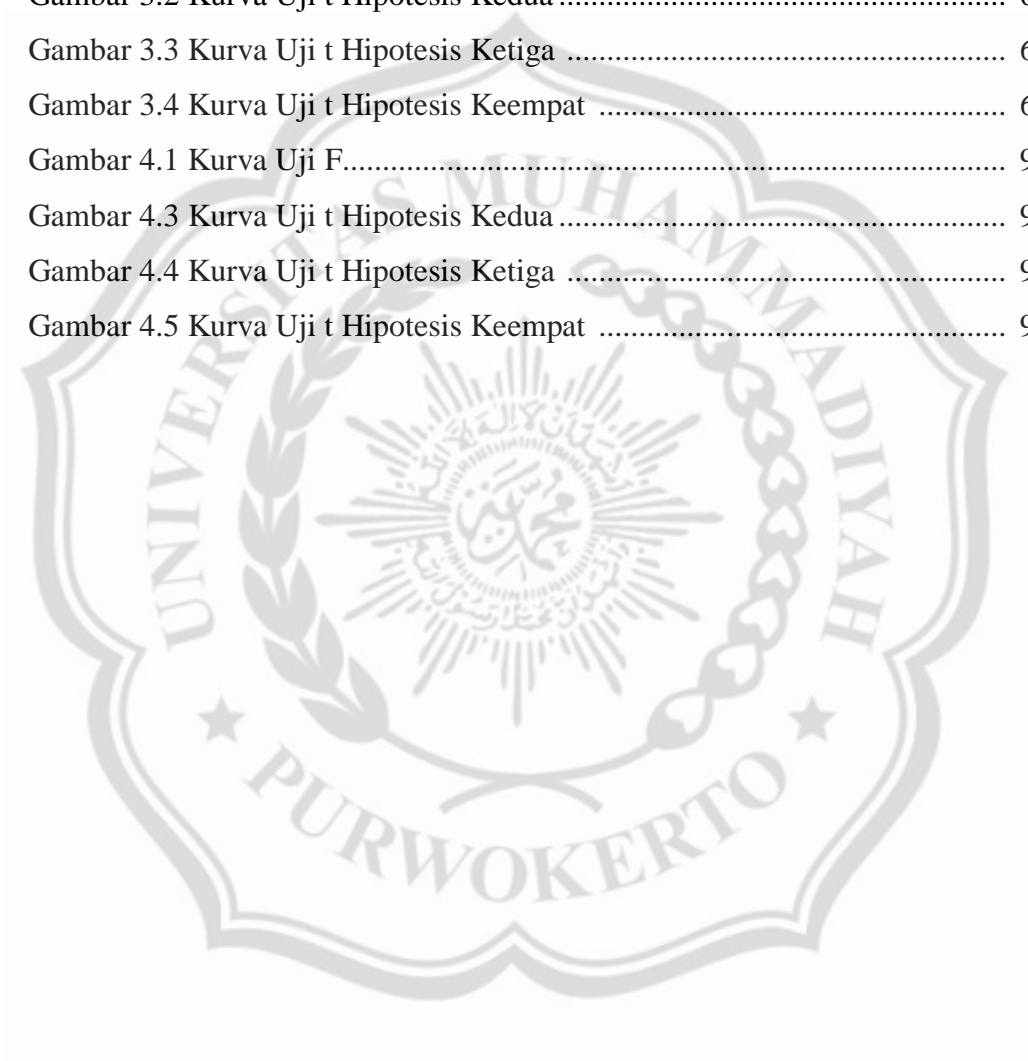 Gambar 3.2 Kurva Uji t Hipotesis Kedua ........................................................
Gambar 3.3 Kurva Uji t Hipotesis Ketiga ....................................................... 6
Gambar 3.4 Kurva Uji t Hipotesis Keempat ................................................... 6
Gambar 4.1 Kurva Uji F................................................................................... 9
Gambar 4.3 Kurva Uji t Hipotesis Kedua ........................................................ 9
Gambar 4.4 Kurva Uji t Hipotesis Ketiga ....................................................... 9
Gambar 4.5 Kurva Uji t Hipotesis Keempat ................................................... 9
UNIVERSITAS MUHAMMADIYAH
PURWOKERTO